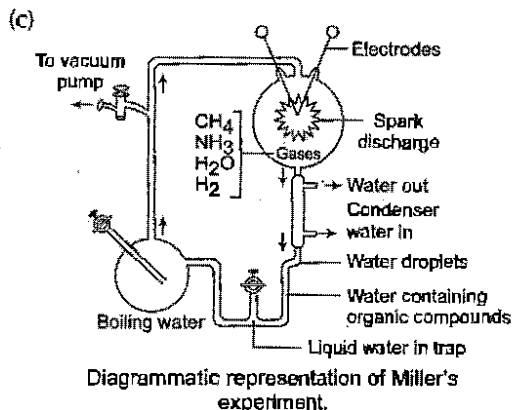 (c)
To vacuum
pump
Electrodes
CH₄
NH₃
H₂O
H₂
Gases
Spark
discharge
Water out
Condenser
water in
Water droplets
Water containing
organic compounds
Boiling water
Liquid water in trap
Diagrammatic representation of Miller's
experiment.